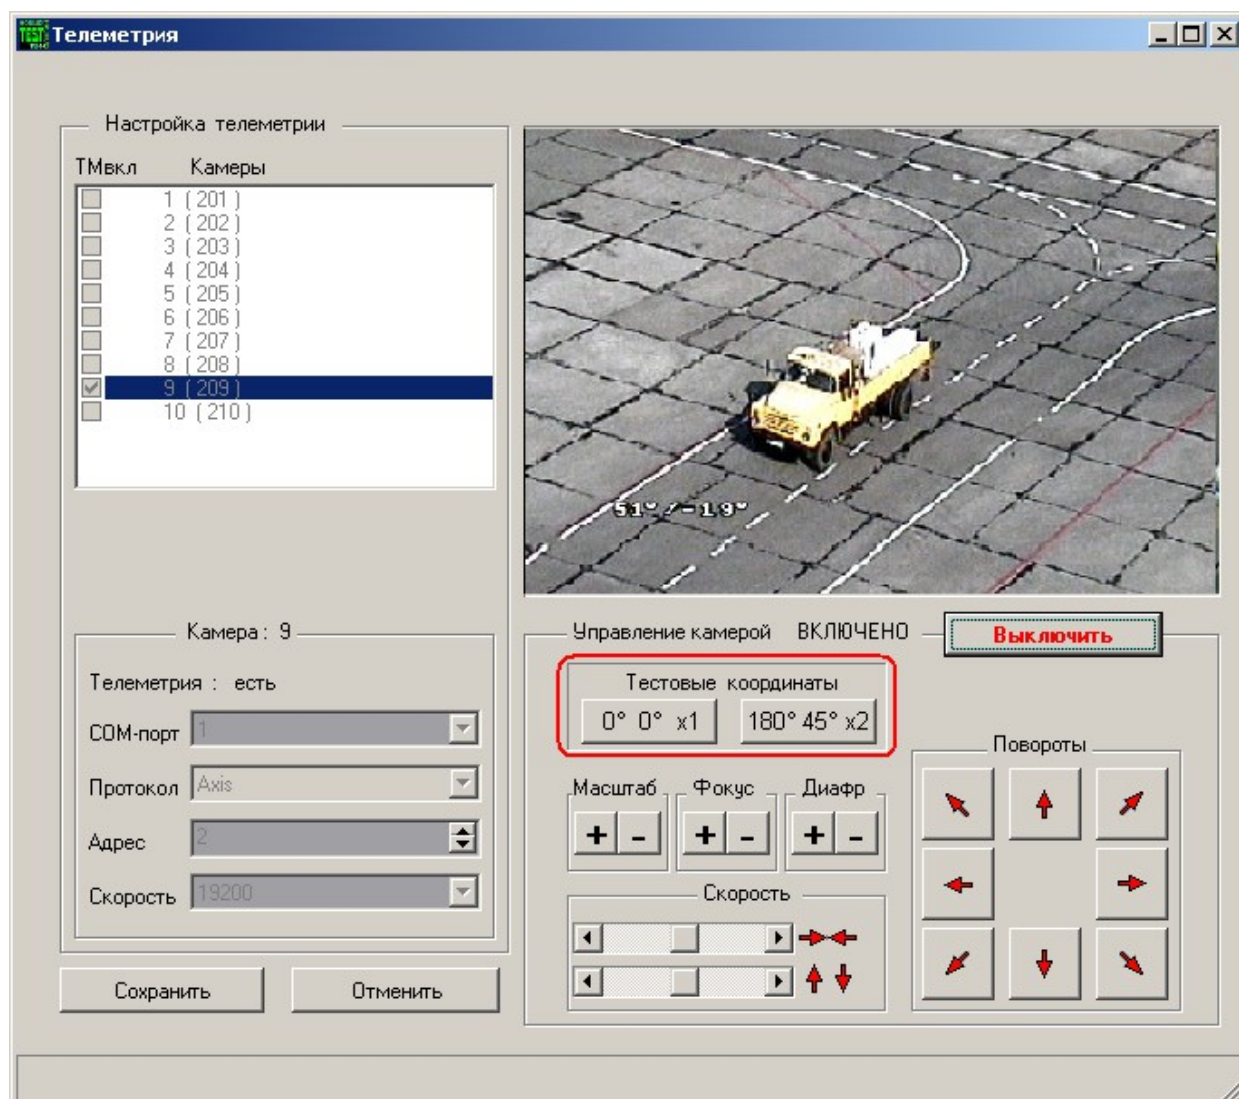 TEST
Телеметрия
Настройка телеметрии
ТМвкл Камеры
1 ( 201 )
2 ( 202 )
3 ( 203 )
4 ( 204 )
5 ( 205 )
6 ( 206 )
7 ( 207 )
8 ( 208 )
9 ( 209 )
10 ( 210 )
51°/-19°
Камера : 9
Телеметрия : есть
COM-порт 1
Протокол Axis
Адрес 2
Скорость 19200
Сохранить Отменить
Управление камерой ВКЛЮЧЕНО Выключить
Тестовые координаты
0° 0° x1 180° 45° x2
Масштаб Фокус Диафр
+ - + - + -
Скорость
Повороты